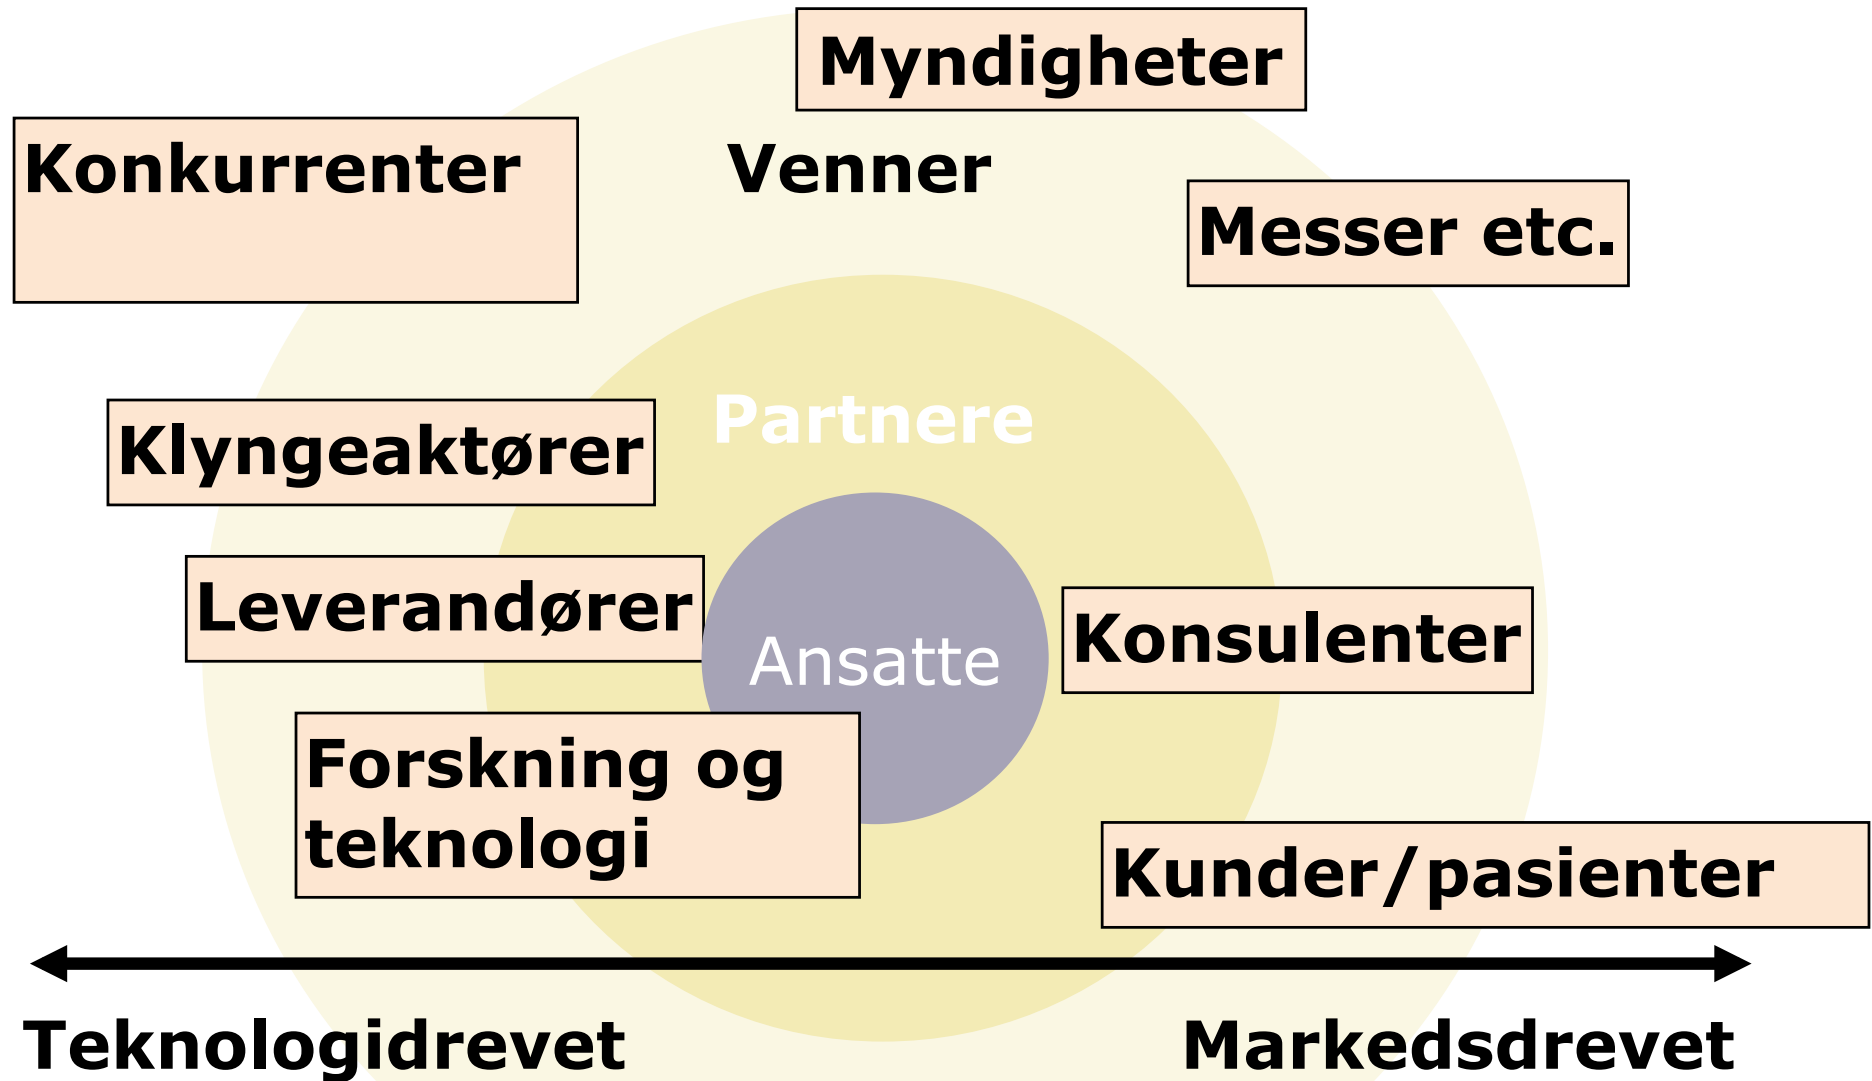 Myndigheter
Konkurrenter
Venner
Messer etc.
Partnere
Klyngeaktører
Leverandører
Konsulenter
Ansatte
Forskning og
teknologi
Kunder/pasienter
Teknologidrevet
Markedsdrevet